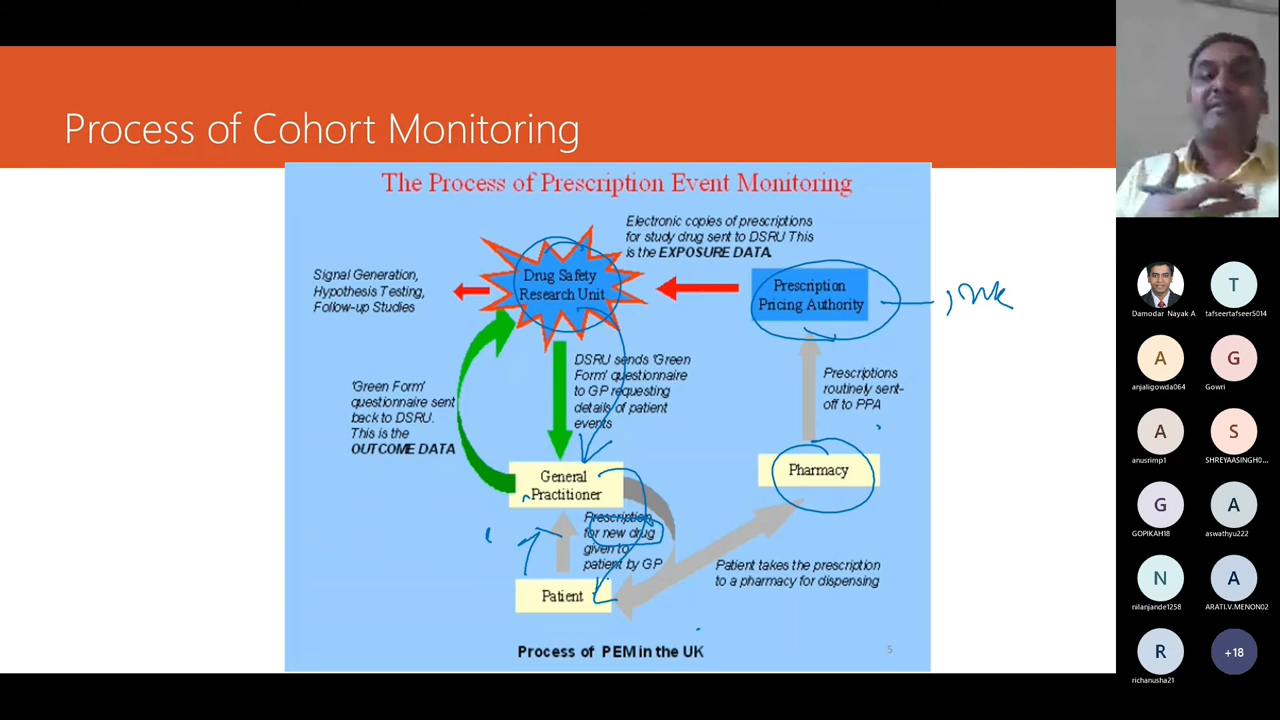 Process of Cohort Monitoring
The Process of Prescription Event Monitoring
Electronic copies of prescriptions
for study drug sent to DSRU This
is the EXPOSURE DATA.
Signal Generation,
Hypothesis Testing,
Follow-up Studies
Drug Safety
Research Unit
Prescription
Pricing Authority
DSRU sends 'Green
Form' questionnaire
to GP requesting
details of patient
events
Prescriptions
routinely sent-
off to PPA
'Green Form'
questionnaire sent
back to DSRU.
This is the
OUTCOME DATA
General
Practitioner
Pharmacy
Prescription
for new drug
given to
patient by GP
Patient takes the prescription
to a pharmacy for dispensing
Patient
Process of PEM in the UK
5
Damodar Nayak A
T
tafseertafseer5014
A
anjaligowda064
G
Gowri
A
anusrimp1
S
SHREYAASINGH0...
G
GOPIKAH18
A
aswathyu222
N
nilanjande1258
A
ARATI.V.MENON02
R
richanusha21
+18